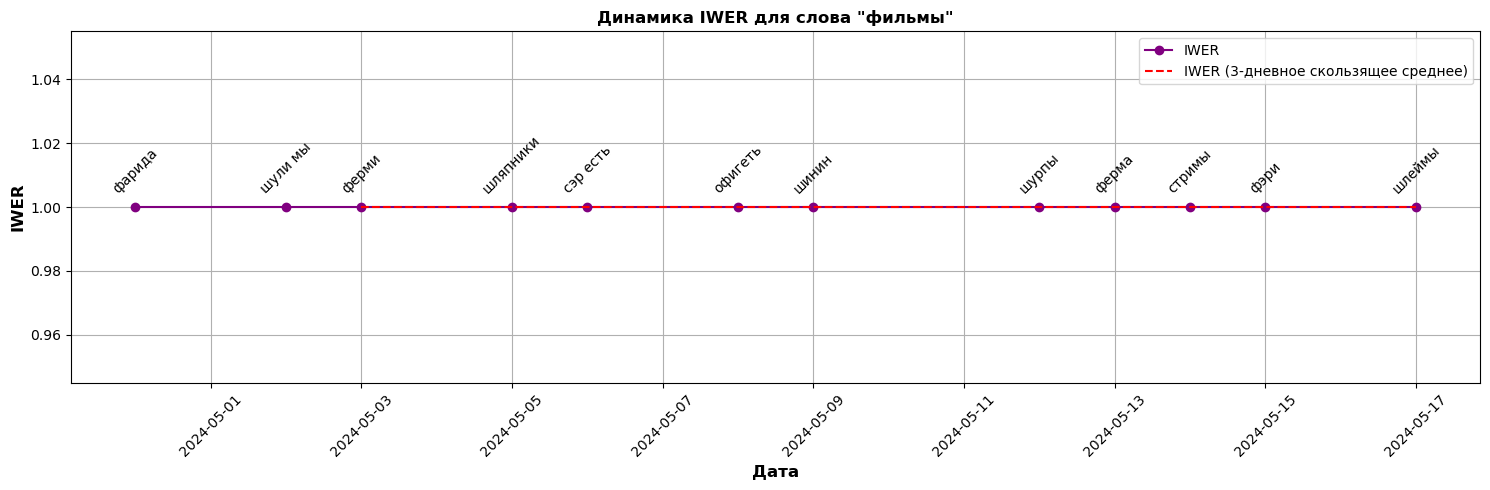 Динамика IWER для слова "фильмы"
IWER
IWER (3-дневное скользящее среднее)
1.04
1.02
1.00
0.98
0.96
IWER
фарида
шули мы
ферми
шляпники
сэр есть
офигеть
шинин
шурпы
ферма
стримы
фэри
шлеймы
2024-05-01
2024-05-03
2024-05-05
2024-05-07
2024-05-09
2024-05-11
2024-05-13
2024-05-15
2024-05-17
Дата